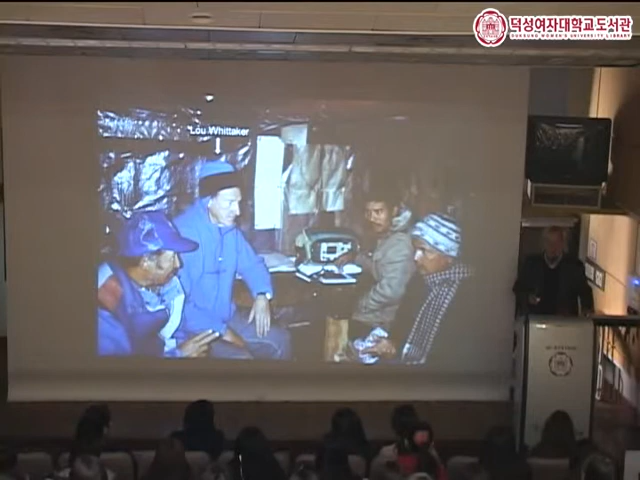 덕성여자대학교도서관
DUKSUNG WOMEN'S UNIVERSITY LIBRARY
Lou Whittaker